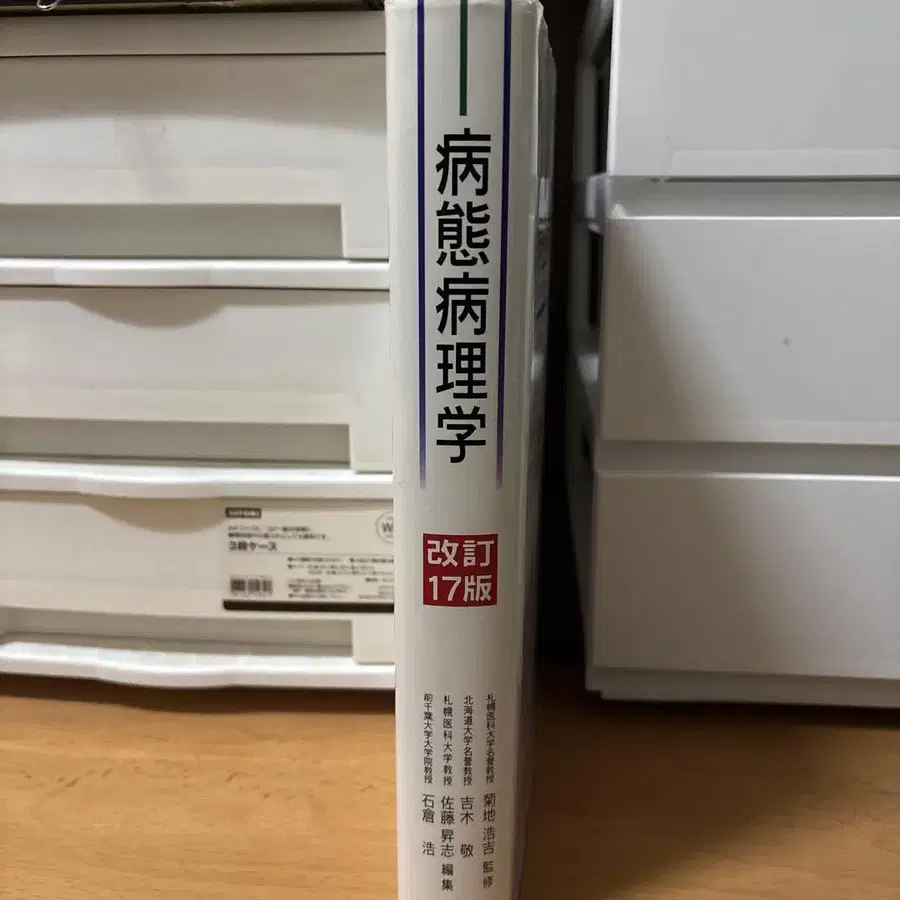 病態病理学
改訂
17版
札幌医科大学名誉教授 菊地 浩吉 監修
北海道大学名誉教授 吉木 敬
札幌医科大学教授 佐藤 昇志 編集
前千葉大学大学院教授 石倉 浩
3段ケース